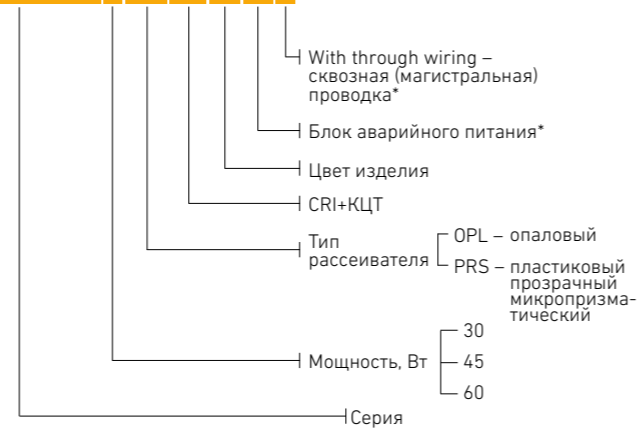 With through wiring –
сквозная (магистральная)
проводка*
Блок аварийного питания*
Цвет изделия
CRI+КЦТ
Тип
рассеивателя
OPL – опаловый
PRS – пластиковый
прозрачный
микропризма-
тический
30
Мощность, Вт
45
60
Серия